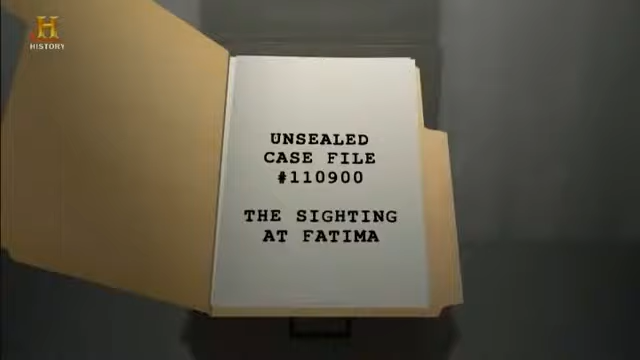 H
HISTORY
UNSEALED
CASE FILE
#110900
THE SIGHTING
AT FATIMA